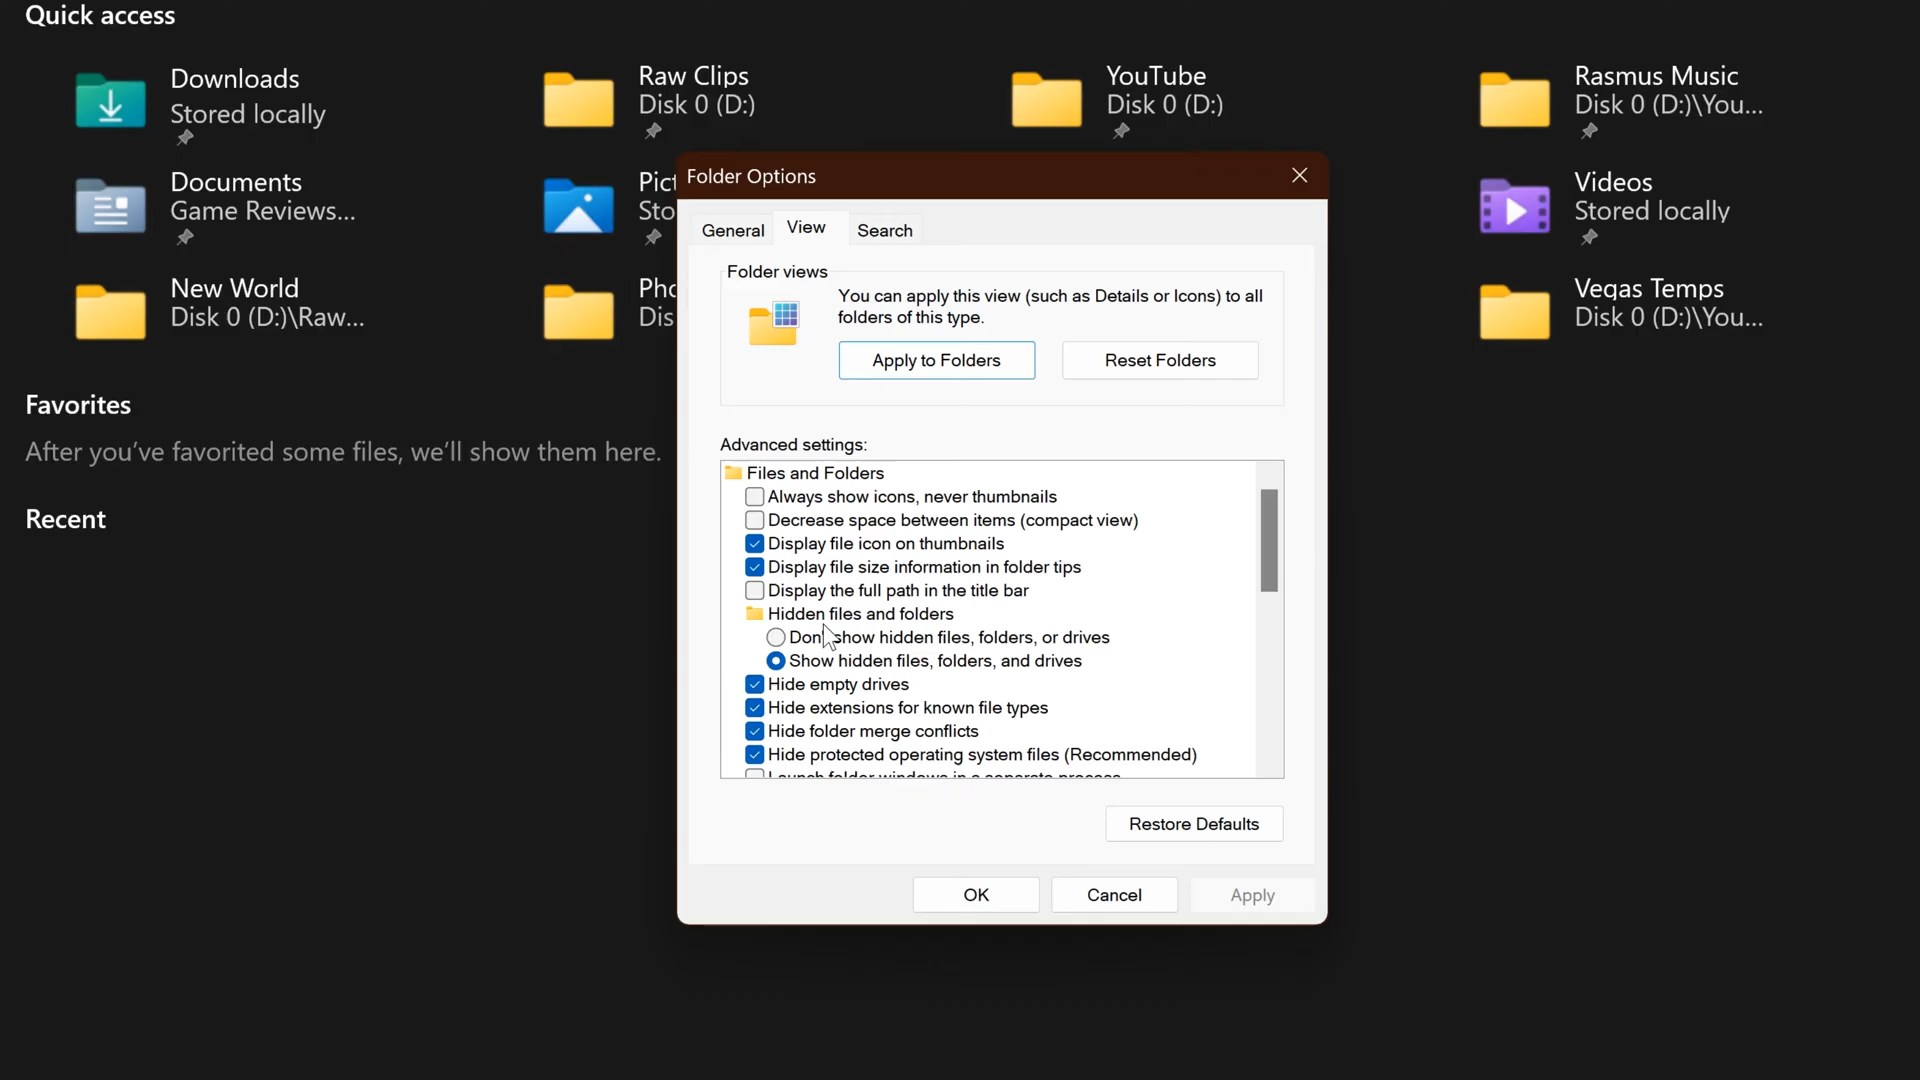 Quick access
Downloads
Stored locally
Raw Clips
Disk 0 (D:)
YouTube
Disk 0 (D:)
Rasmus Music
Disk 0 (D:)\You...
Documents
Game Reviews...
Pict
Sto
Videos
Stored locally
New World
Disk 0 (D:)\Raw...
Pho
Dis
Vegas Temps
Disk 0 (D:)\You...
Favorites
After you've favorited some files, we'll show them here.
Recent
Folder Options
General View Search
Folder views
You can apply this view (such as Details or Icons) to all
folders of this type.
Apply to Folders Reset Folders
Advanced settings:
Files and Folders
Always show icons, never thumbnails
Decrease space between items (compact view)
Display file icon on thumbnails
Display file size information in folder tips
Display the full path in the title bar
Hidden files and folders
Don't show hidden files, folders, or drives
Show hidden files, folders, and drives
Hide empty drives
Hide extensions for known file types
Hide folder merge conflicts
Hide protected operating system files (Recommended)
Launch folder windows in a separate process
Restore Defaults
OK Cancel Apply